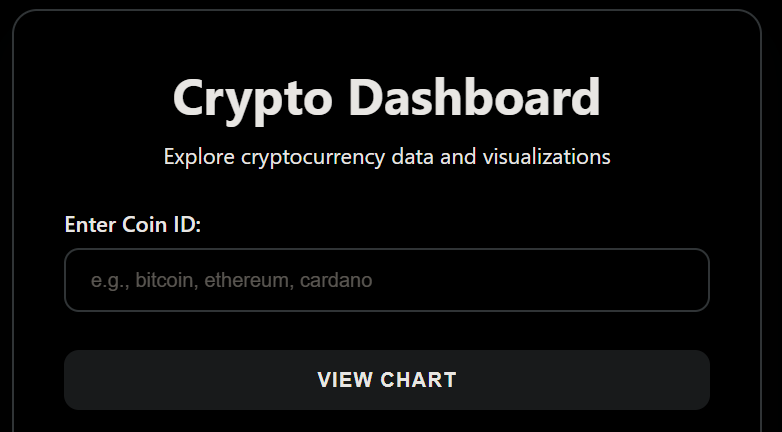 Crypto Dashboard
Explore cryptocurrency data and visualizations
Enter Coin ID:
e.g., bitcoin, ethereum, cardano
VIEW CHART